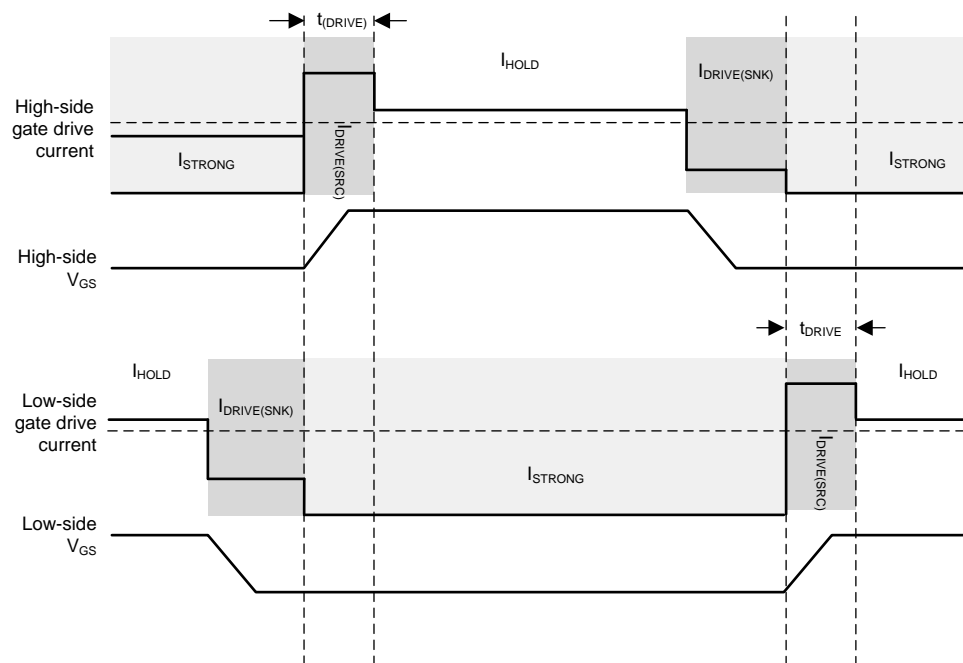 t(DRIVE)
IHOLD
IDRIVE(SNK)
High-side
gate drive
current
IDRIVE(SRC)
ISTRONG
ISTRONG
High-side
VGS
tDRIVE
IHOLD
IHOLD
IDRIVE(SNK)
Low-side
gate drive
current
IDRIVE(SRC)
ISTRONG
Low-side
VGS